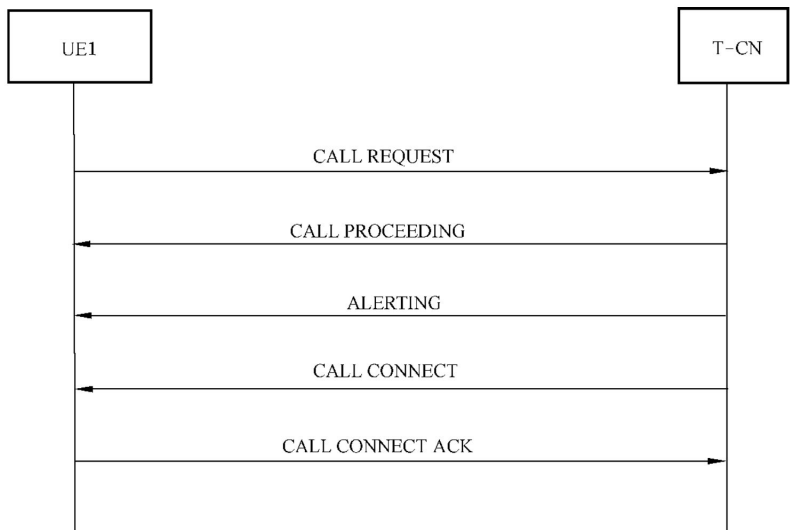 UE1
T-CN
CALL REQUEST
CALL PROCEEDING
ALERTING
CALL CONNECT
CALL CONNECT ACK